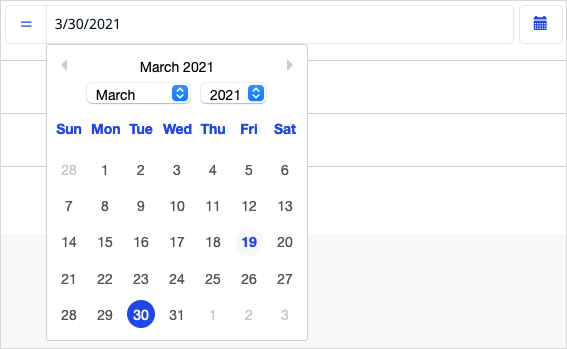 = 3/30/2021
March 2021
March 2021
Sun Mon Tue Wed Thu Fri Sat
28 1 2 3 4 5 6
7 8 9 10 11 12 13
14 15 16 17 18 19 20
21 22 23 24 25 26 27
28 29 30 31 1 2 3